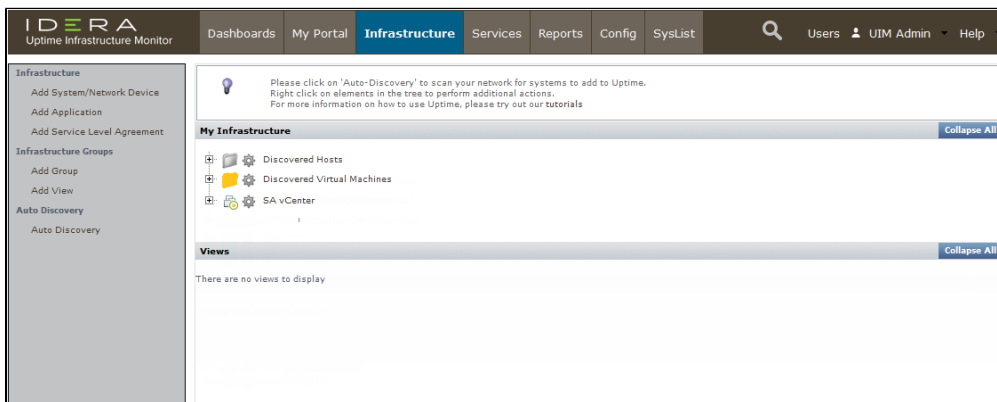 IDERA
Uptime Infrastructure Monitor
Dashboards My Portal Infrastructure Services Reports Config SysList Users UIM Admin Help
Infrastructure
Add System/Network Device
Add Application
Add Service Level Agreement
Infrastructure Groups
Add Group
Add View
Auto Discovery
Auto Discovery
Please click on 'Auto-Discovery' to scan your network for systems to add to Uptime.
Right click on elements in the tree to perform additional actions.
For more information on how to use Uptime, please try out our tutorials
My Infrastructure Collapse All
Discovered Hosts
Discovered Virtual Machines
SA vCenter
Views Collapse All
There are no views to display